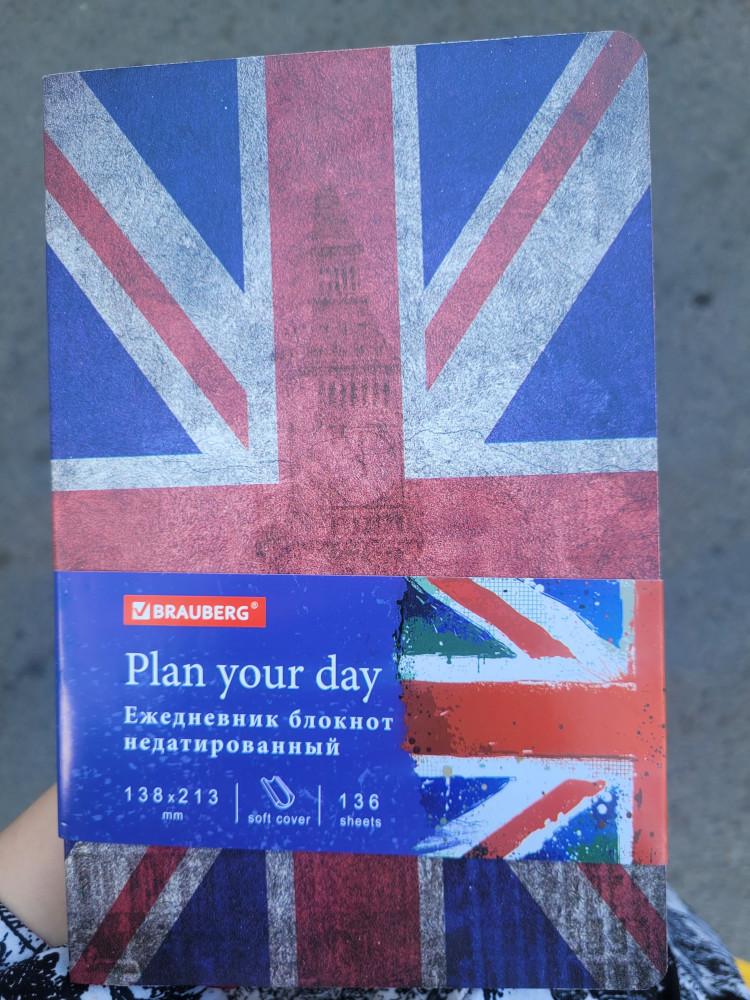 BRAUBERG®
Plan your day
Ежедневник блокнот
недатированный
138x213 mm soft cover 136 sheets